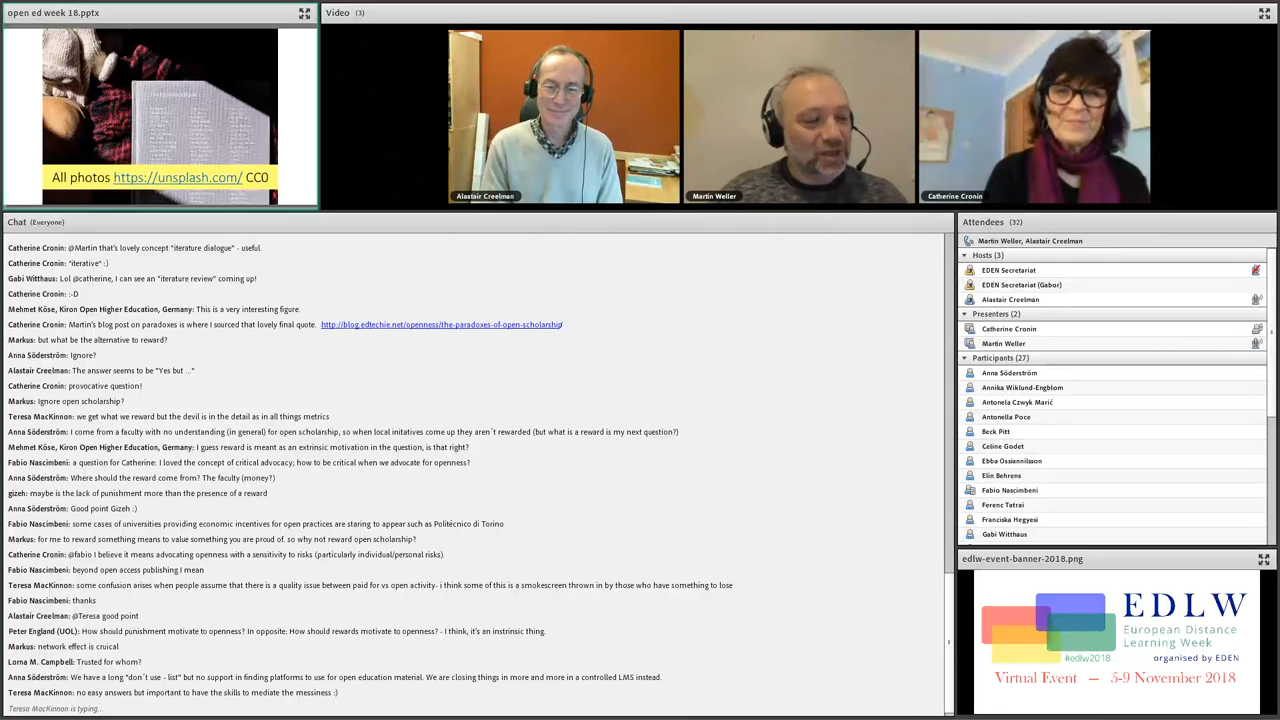 open ed week 18.pptx
All photos https://unsplash.com/ CC0
Video (3)
Alastair Creelman
Martin Weller
Catherine Cronin
Chat (Everyone)
Catherine Cronin: @Martin that's lovely concept "iterature dialogue" - useful.
Catherine Cronin: "iterative" :)
Gabi Witthaus: Lol @catherine, I can see an "iterature review" coming up!
Catherine Cronin: :-D
Mehmet Köse, Kiron Open Higher Education, Germany: This is a very interesting figure.
Catherine Cronin: Martin's blog post on paradoxes is where I sourced that lovely final quote. http://blog.edtechie.net/openness/the-paradoxes-of-open-scholarship/
Markus: but what be the alternative to reward?
Anna Söderström: Ignore?
Alastair Creelman: The answer seems to be "Yes but ..."
Catherine Cronin: provocative question!
Markus: Ignore open scholarship?
Teresa MacKinnon: we get what we reward but the devil is in the detail as in all things metrics
Anna Söderström: I come from a faculty with no understanding (in general) for open scholarship, so when local initatives come up they aren´t rewarded (but what is a reward is my next question?)
Mehmet Köse, Kiron Open Higher Education, Germany: I guess reward is meant as an extrinsic motivation in the question, is that right?
Fabio Nascimbeni: a question for Catherine: I loved the concept of critical advocacy; how to be critical when we advocate for openness?
Anna Söderström: Where should the reward come from? The faculty (money?)
gizeh: maybe is the lack of punishment more than the presence of a reward
Anna Söderström: Good point Gizeh :)
Fabio Nascimbeni: some cases of universities providing economic incentives for open practices are staring to appear such as Politécnico di Torino
Markus: for me to reward something means to value something you are proud of. so why not reward open scholarship?
Catherine Cronin: @fabio I believe it means advocating openness with a sensitivity to risks (particularly individual/personal risks).
Fabio Nascimbeni: beyond open access publishing I mean
Teresa MacKinnon: some confusion arises when people assume that there is a quality issue between paid for vs open activity- i think some of this is a smokescreen thrown in by those who have something to lose
Fabio Nascimbeni: thanks
Alastair Creelman: @Teresa good point
Peter England (UOL): How should punishment motivate to openness? In opposite: How should rewards motivate to openness? - I think, it's an instrinsic thing.
Markus: network effect is cruical
Lorna M. Campbell: Trusted for whom?
Anna Söderström: We have a long "don´t use - list" but no support in finding platforms to use for open education material. We are closing things in more and more in a controlled LMS instead.
Teresa MacKinnon: no easy answers but important to have the skills to mediate the messiness :)
Teresa MacKinnon is typing...
Attendees (32)
Martin Weller, Alastair Creelman
Hosts (3)
EDEN Secretariat
EDEN Secretariat (Gabor)
Alastair Creelman
Presenters (2)
Catherine Cronin
Martin Weller
Participants (27)
Anna Söderström
Annika Wiklund-Engblom
Antonela Czwyk Marić
Antonella Poce
Beck Pitt
Celine Godet
Ebba Ossiannilsson
Elin Behrens
Fabio Nascimbeni
Ferenc Tatrai
Franciska Hegyesi
Gabi Witthaus
edlw-event-banner-2018.png
EDLW
European Distance
Learning Week
#edlw2018
organised by EDEN
Virtual Event — 5-9 November 2018